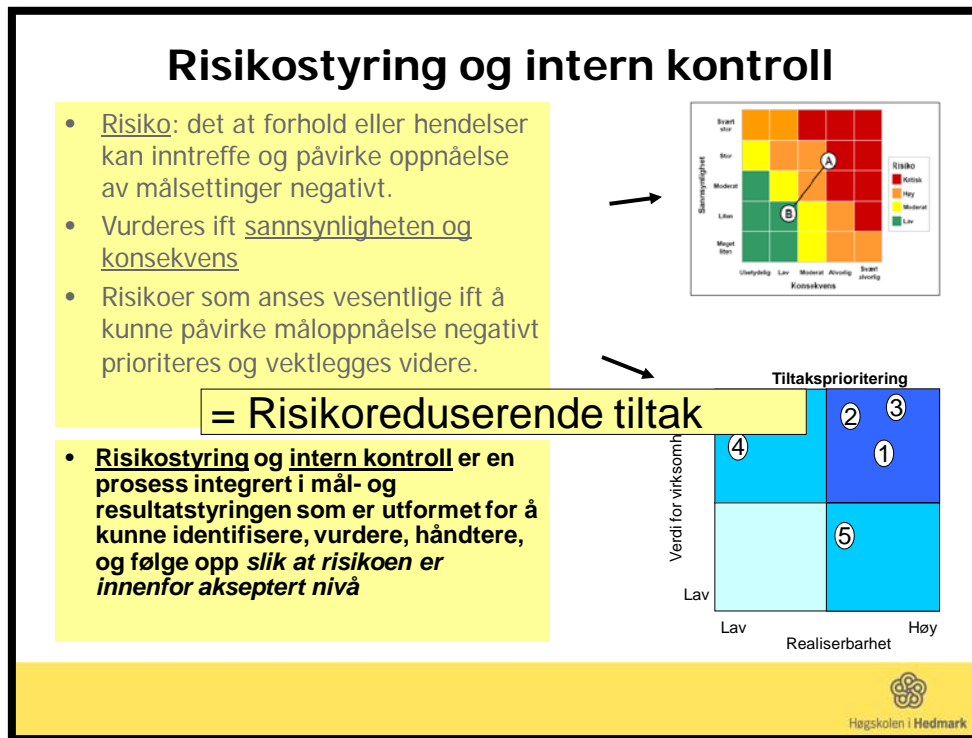 Risikostyring og intern kontroll
• Risiko: det at forhold eller hendelser
kan inntreffe og påvirke oppnåelse
av målsettinger negativt.
• Vurderes ift sannsynligheten og
konsekvens
• Risikoer som anses vesentlige ift å
kunne påvirke måloppnåelse negativt
prioriteres og vektlegges videre.
= Risikoreduserende tiltak
• Risikostyring og intern kontroll er en
prosess integrert i mål- og
resultatstyringen som er utformet for å
kunne identifisere, vurdere, håndtere,
og følge opp slik at risikoen er
innenfor akseptert nivå
Sannsynlighet
Svært
stor
Stor
Moderat
Liten
Meget
liten
A
B
Ubetydelig Lav Moderat Alvorlig Svært
alvorlig
Konsekvens
Risiko
Kritisk
Høy
Moderat
Lav
Tiltaksprioritering
Verdi for virksomh
2
3
4
1
5
Lav
Lav
Høy
Realiserbarhet
Høgskolen i Hedmark